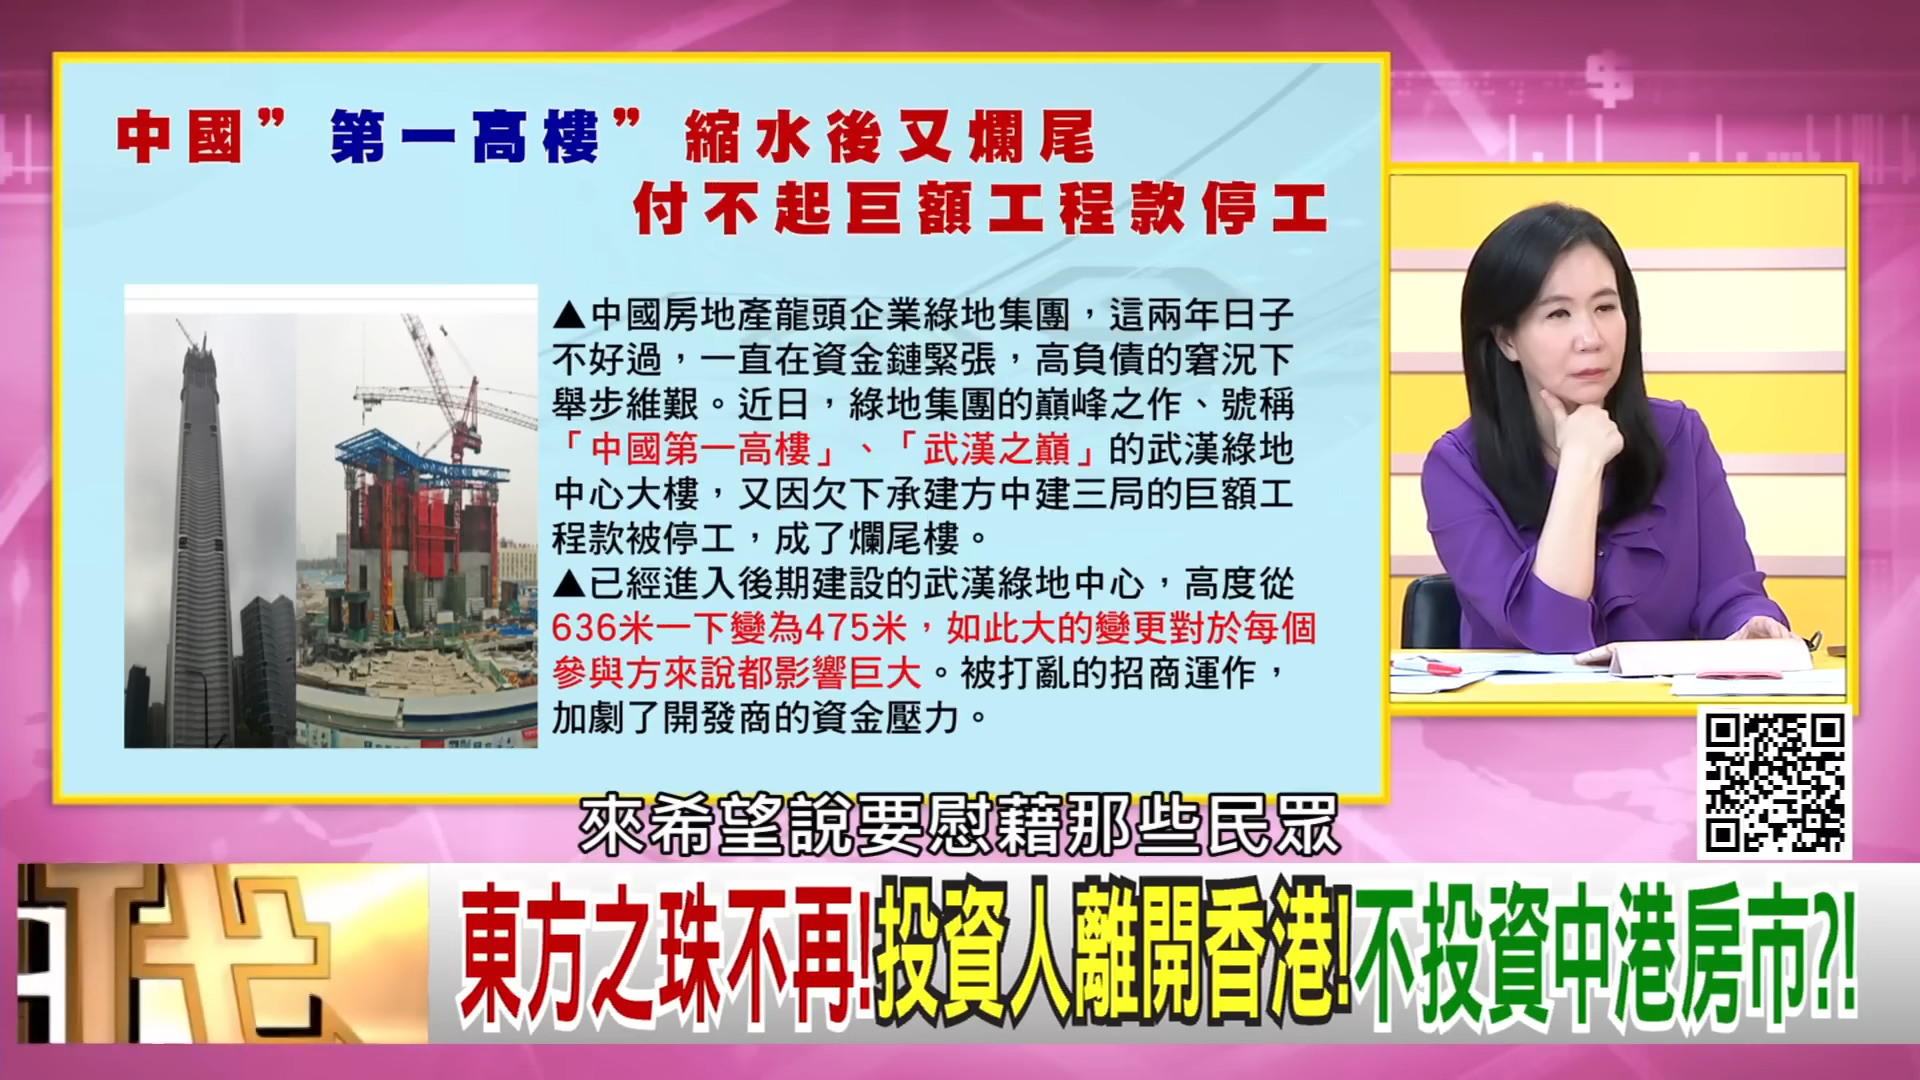 中國”第一高樓”縮水後又爛尾
付不起巨額工程款停工
▲中國房地產龍頭企業綠地集團，這兩年日子
不好過，一直在資金鏈緊張，高負債的窘況下
舉步維艱。近日，綠地集團的巔峰之作、號稱
「中國第一高樓」、「武漢之巔」的武漢綠地
中心大樓，又因欠下承建方中建三局的巨額工
程款被停工，成了爛尾樓。
▲已經進入後期建設的武漢綠地中心，高度從
636米一下變為475米，如此大的變更對於每個
參與方來說都影響巨大。被打亂的招商運作，
加劇了開發商的資金壓力。
來希望說要慰藉那些民眾
東方之珠不再!投資人離開香港!不投資中港房市?!